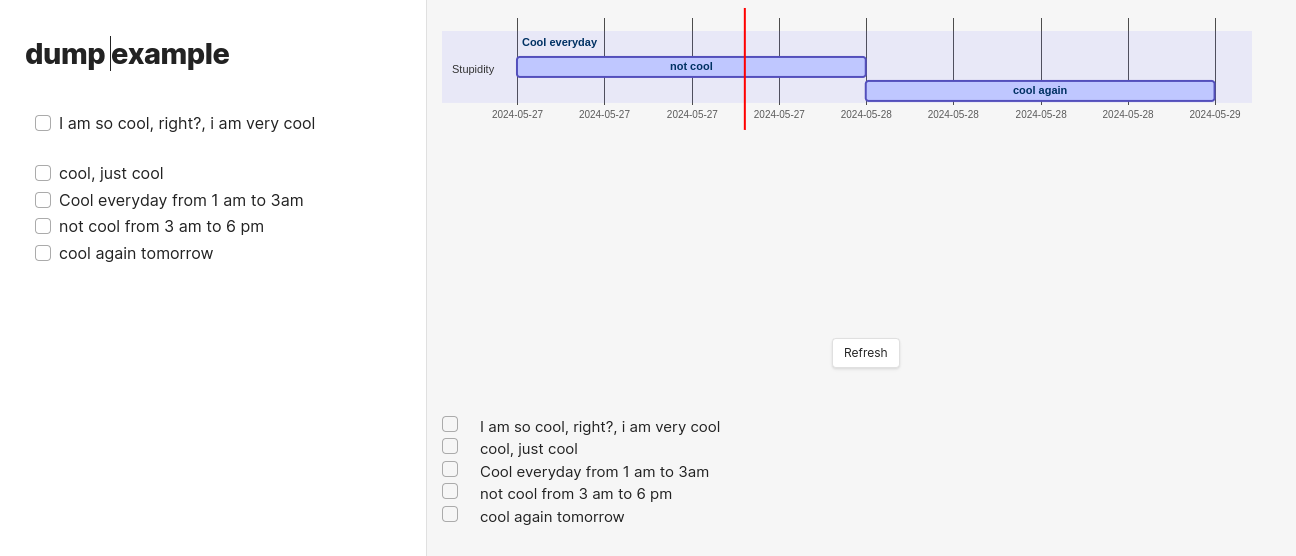 dump example
I am so cool, right?, i am very cool
cool, just cool
Cool everyday from 1 am to 3am
not cool from 3 am to 6 pm
cool again tomorrow
Cool everyday
Stupidity
not cool
cool again
2024-05-27 2024-05-27 2024-05-27 2024-05-27 2024-05-28 2024-05-28 2024-05-28 2024-05-28 2024-05-29
Refresh
I am so cool, right?, i am very cool
cool, just cool
Cool everyday from 1 am to 3am
not cool from 3 am to 6 pm
cool again tomorrow